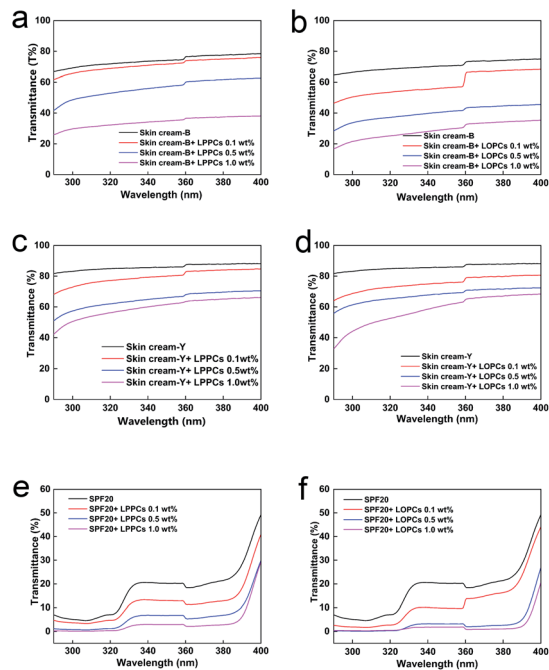 a
Transmittance (T%)
100
80
60
40
20
0
Skin cream-B
Skin cream-B+ LPPCs 0.1 wt%
Skin cream-B+ LPPCs 0.5 wt%
Skin cream-B+ LPPCs 1.0 wt%
300 320 340 360 380 400
Wavelength (nm)
b
Transmittance (%)
100
80
60
40
20
0
Skin cream-B
Skin cream-B+ LOPCs 0.1 wt%
Skin cream-B+ LOPCs 0.5 wt%
Skin cream-B+ LOPCs 1.0 wt%
300 320 340 360 380 400
Wavelength (nm)
c
Transmittance (%)
100
80
60
40
20
0
Skin cream-Y
Skin cream-Y+ LPPCs 0.1wt%
Skin cream-Y+ LPPCs 0.5wt%
Skin cream-Y+ LPPCs 1.0wt%
300 320 340 360 380 400
Wavelength (nm)
d
Transmittance (%)
100
80
60
40
20
0
Skin cream-Y
Skin cream-Y+ LOPCs 0.1 wt%
Skin cream-Y+ LOPCs 0.5 wt%
Skin cream-Y+ LOPCs 1.0 wt%
300 320 340 360 380 400
Wavelength (nm)
e
Transmittance (%)
60
50
40
30
20
10
0
SPF20
SPF20+ LPPCs 0.1 wt%
SPF20+ LPPCs 0.5 wt%
SPF20+ LPPCs 1.0 wt%
300 320 340 360 380 400
Wavelength (nm)
f
Transmittance (%)
60
50
40
30
20
10
0
SPF20
SPF20+ LOPCs 0.1 wt%
SPF20+ LOPCs 0.5 wt%
SPF20+ LOPCs 1.0 wt%
300 320 340 360 380 400
Wavelength (nm)